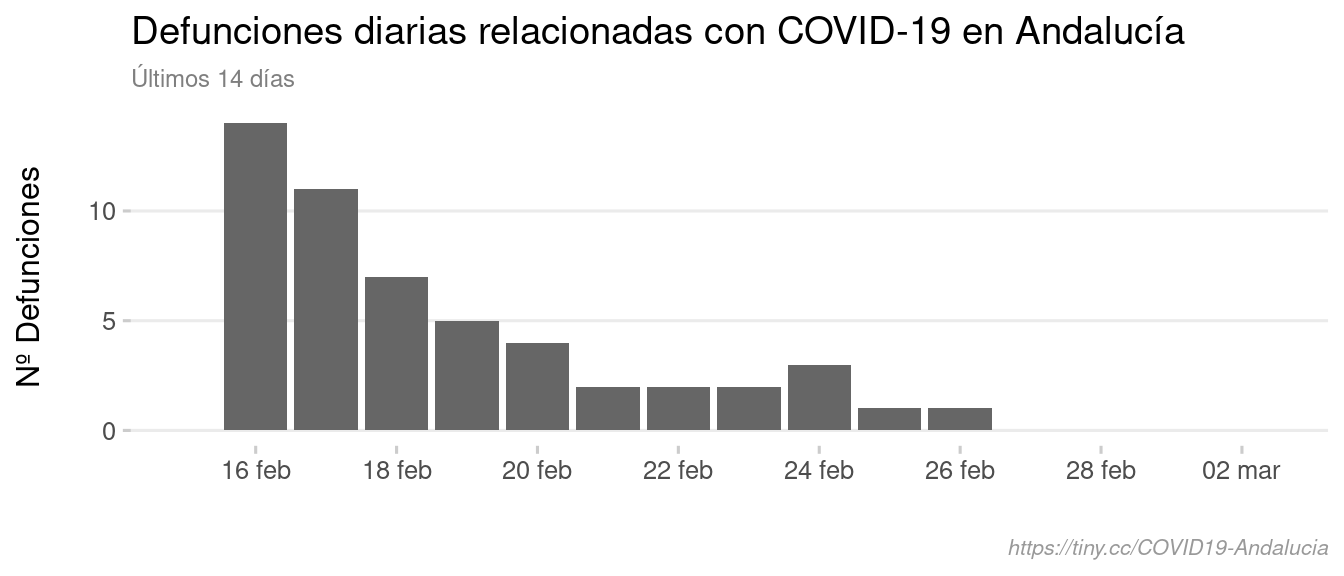 Defunciones diarias relacionadas con COVID-19 en Andalucía
Últimos 14 días
Nº Defunciones
10
5
0
16 feb 18 feb 20 feb 22 feb 24 feb 26 feb 28 feb 02 mar
https://tiny.cc/COVID19-Andalucia